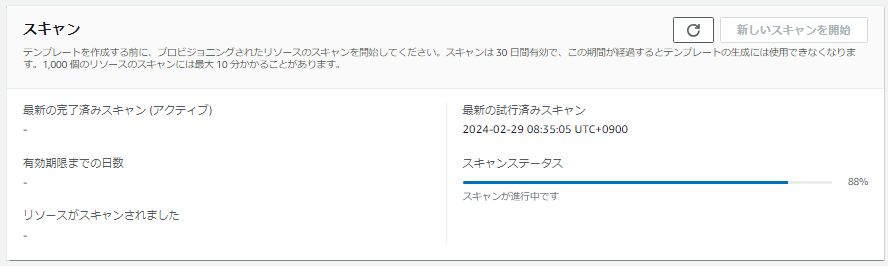 スキャン
新しいスキャンを開始
テンプレートを作成する前に、プロビジョニングされたリソースのスキャンを開始してください。スキャンは 30 日間有効で、この期間が経過するとテンプレートの生成には使用できなくなりま
す。1,000 個のリソースのスキャンには最大 10 分かかることがあります。
最新の完了済みスキャン (アクティブ)
-
有効期限までの日数
-
リソースがスキャンされました
-
最新の試行済みスキャン
2024-02-29 08:35:05 UTC+0900
スキャンステータス
88%
スキャンが進行中です